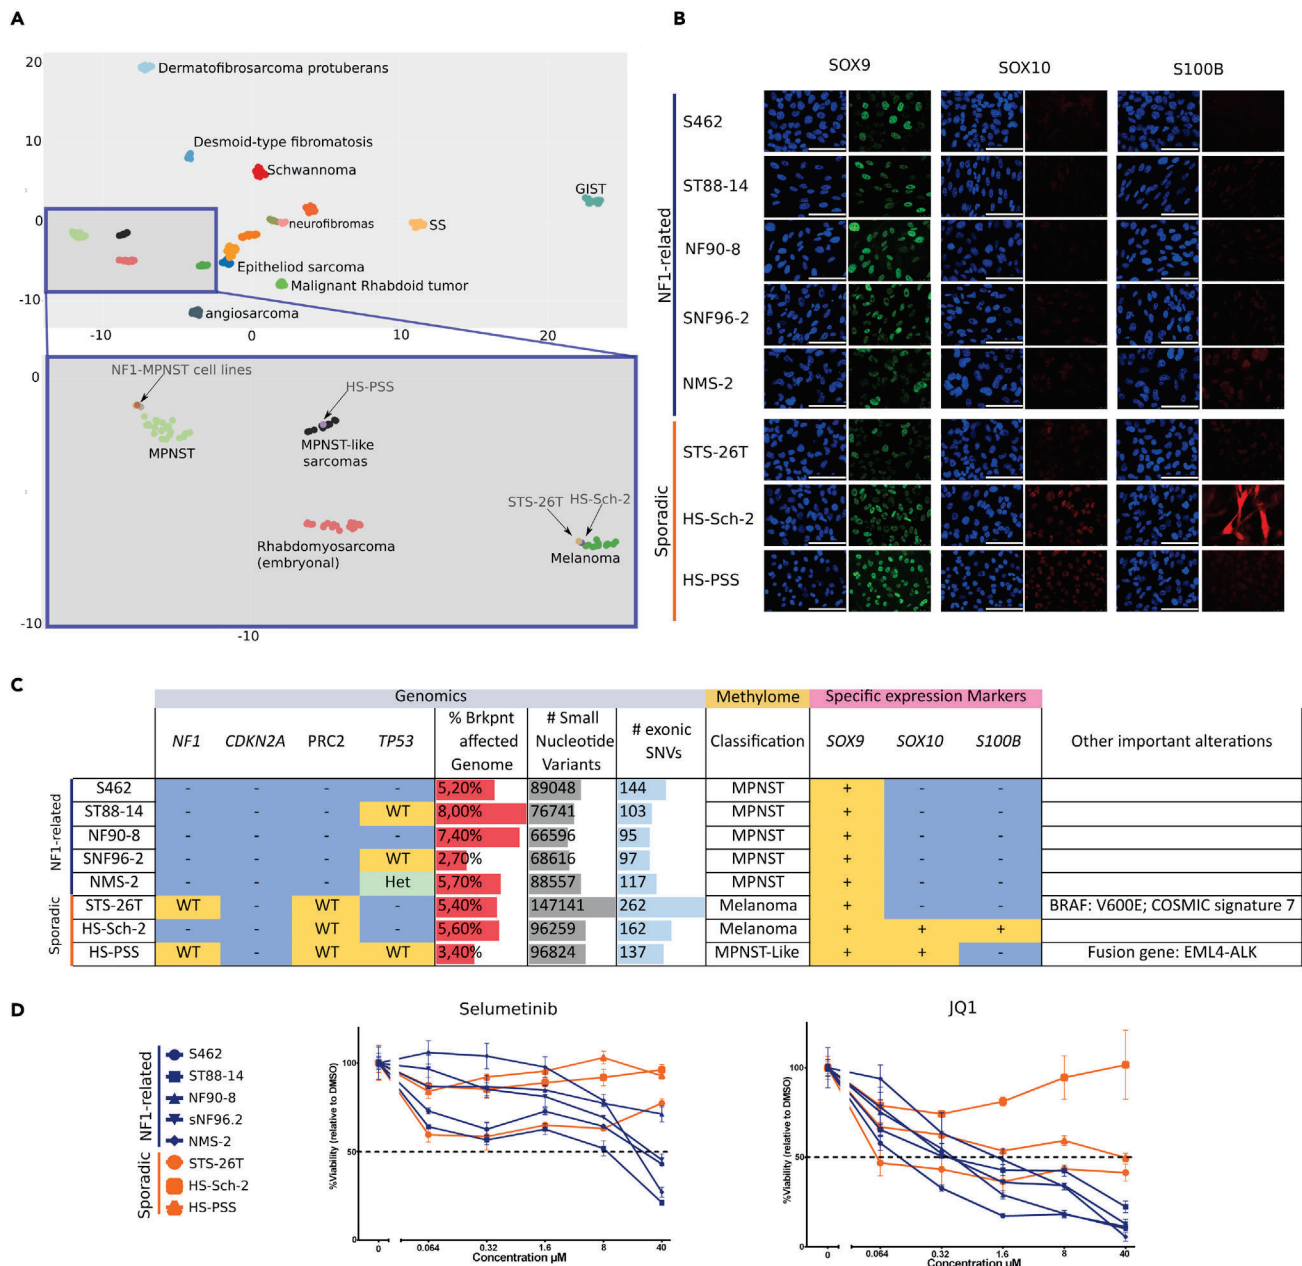 A
20
10
0
-10
-10
0
10
20
Dermatofibrosarcoma protuberans
Desmoid-type fibromatosis
Schwannoma
GIST
neurofibromas
SS
Epitheliod sarcoma
Malignant Rhabdoid tumor
angiosarcoma
0
-10
-10
NF1-MPNST cell lines
HS-PSS
MPNST
MPNST-like
sarcomas
STS-26T
HS-Sch-2
Rhabdomyosarcoma
(embryonal)
Melanoma
B
SOX9 SOX10 S100B
NF1-related
S462
ST88-14
NF90-8
SNF96-2
NMS-2
Sporadic
STS-26T
HS-Sch-2
HS-PSS
C
Genomics Methylome Specific expression Markers
NF1 CDKN2A PRC2 TP53 % Brkpnt affected Genome # Small Nucleotide Variants # exonic SNVs Classification SOX9 SOX10 S100B Other important alterations
NF1-related
S462 - - - - 5,20% 89048 144 MPNST + - -
ST88-14 - - - WT 8,00% 76741 103 MPNST + - -
NF90-8 - - - - 7,40% 66596 95 MPNST + - -
SNF96-2 - - - WT 2,70% 68616 97 MPNST + - -
NMS-2 - - - Het 5,70% 88557 117 MPNST + - -
Sporadic
STS-26T WT - WT - 5,40% 147141 262 Melanoma + - - BRAF: V600E; COSMIC signature 7
HS-Sch-2 - - WT - 5,60% 96259 162 Melanoma + + +
HS-PSS WT - WT WT 3,40% 96824 137 MPNST-Like + + - Fusion gene: EML4-ALK
D
NF1-related
S462
ST88-14
NF90-8
sNF96.2
NMS-2
Sporadic
STS-26T
HS-Sch-2
HS-PSS
Selumetinib
%Viability (relative to DMSO)
100
50
0
0 0.064 0.32 1.6 8 40
Concentration µM
JQ1
%Viability (relative to DMSO)
100
50
0
0 0.064 0.32 1.6 8 40
Concentration µM